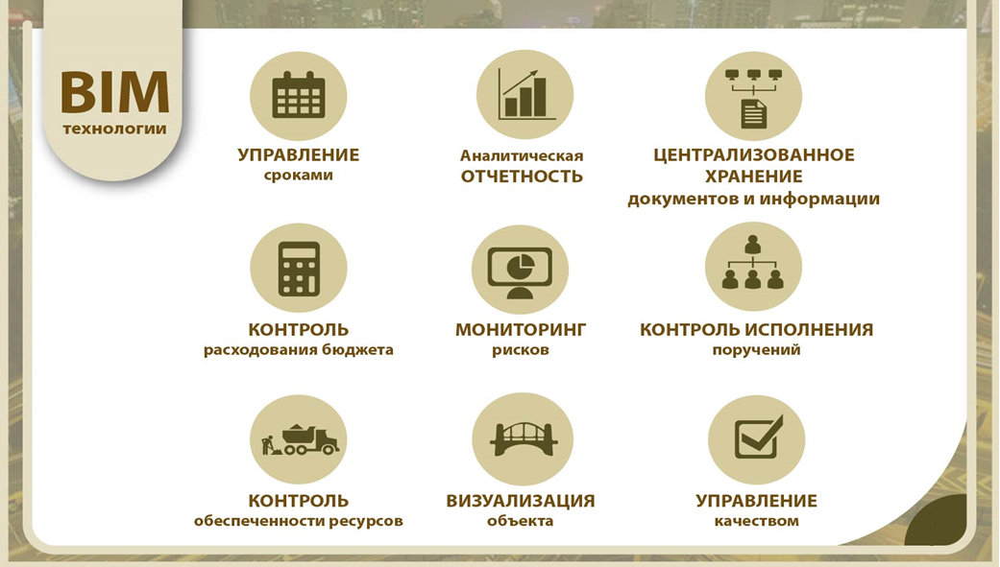 BIM
технологии
УПРАВЛЕНИЕ
сроками
Аналитическая
ОТЧЕТНОСТЬ
ЦЕНТРАЛИЗОВАННОЕ
ХРАНЕНИЕ
документов и информации
КОНТРОЛЬ
расходования бюджета
МОНИТОРИНГ
рисков
КОНТРОЛЬ ИСПОЛНЕНИЯ
поручений
КОНТРОЛЬ
обеспеченности ресурсов
ВИЗУАЛИЗАЦИЯ
объекта
УПРАВЛЕНИЕ
качеством